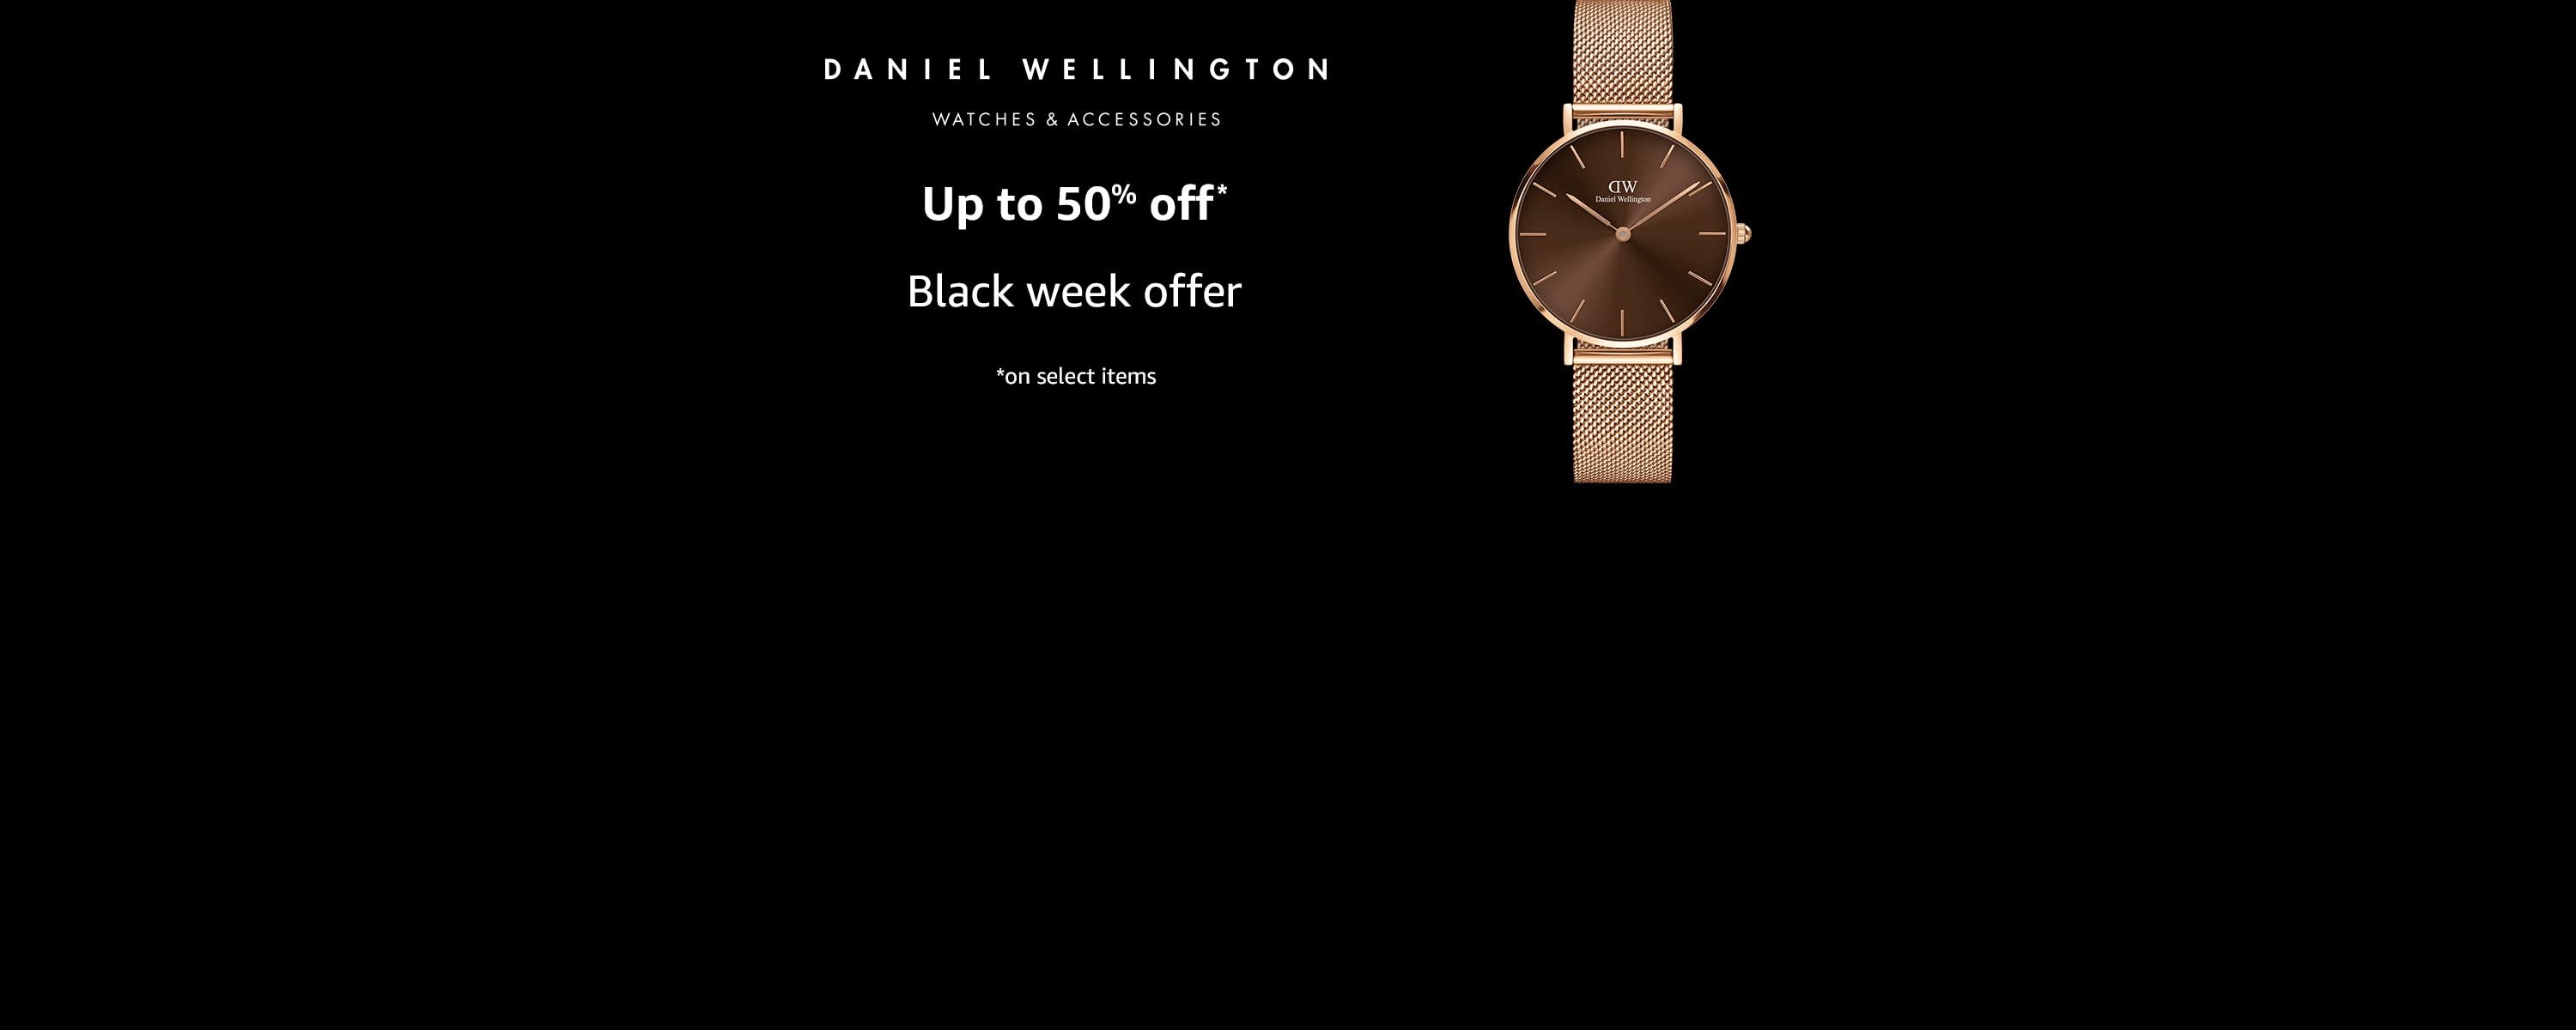 DANIEL WELLINGTON
WATCHES & ACCESSORIES
Up to 50% off*
Black week offer
*on select items
DW
Daniel Wellington